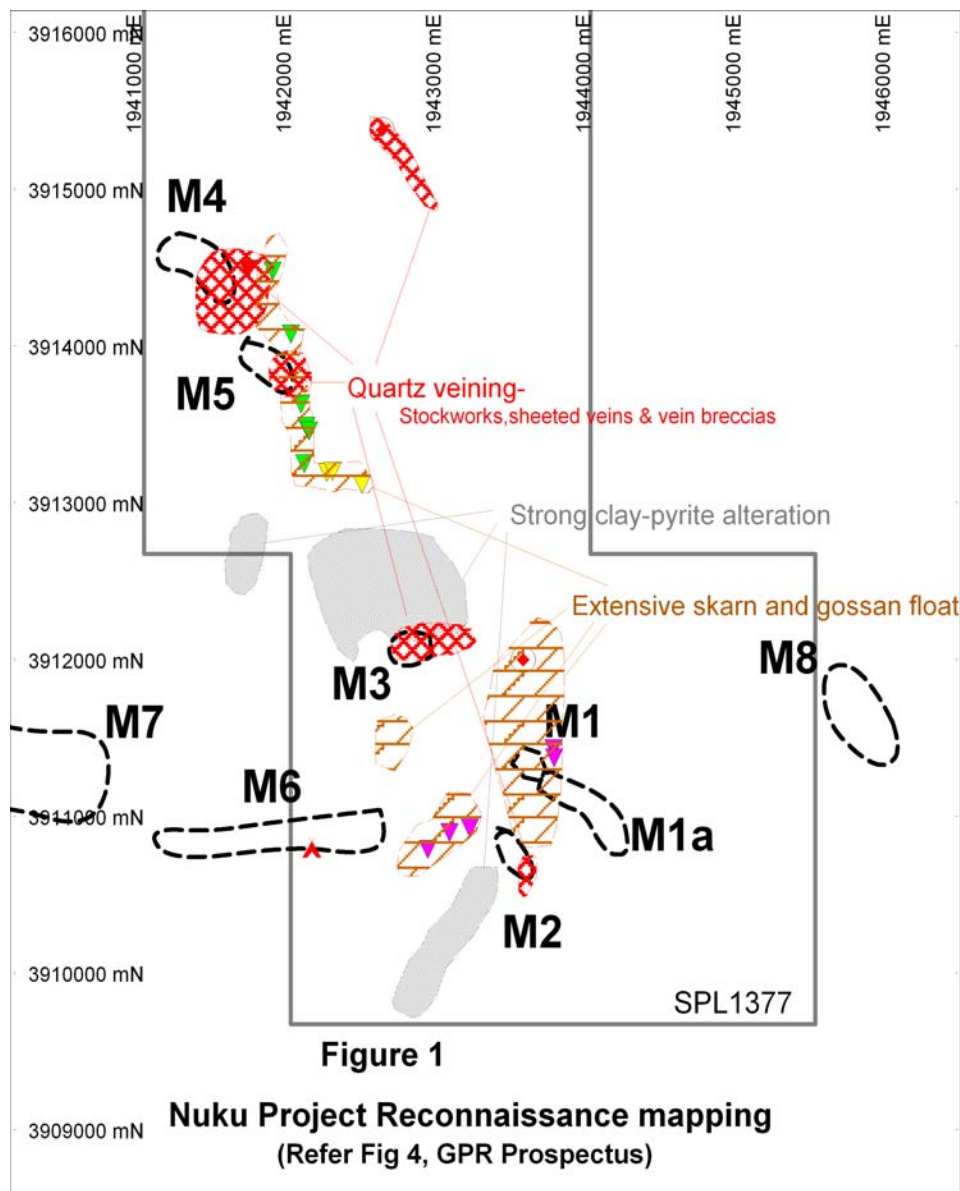 3916000 mN
1941000 mE
1942000 mE
1943000 mE
1944000 mE
1945000 mE
1946000 mE
3915000 mN
M4
3914000 mN
M5
Quartz veining-
Stockworks,sheeted veins & vein breccias
3913000 mN
Strong clay-pyrite alteration
Extensive skarn and gossan float
3912000 mN
M3
M8
M7
M1
M6
3911000 mN
M1a
M2
3910000 mN
SPL1377
Figure 1
Nuku Project Reconnaissance mapping
3909000 mN
(Refer Fig 4, GPR Prospectus)